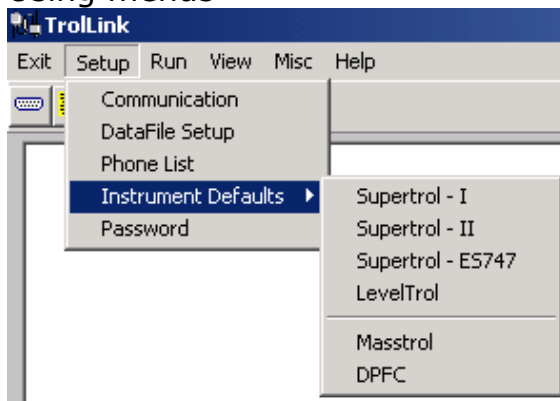 Using menus
TrolLink
Exit Setup Run View Misc Help
Communication
DataFile Setup
Phone List
Instrument Defaults
Password
Supertrol - I
Supertrol - II
Supertrol - ES747
LevelTrol
Masstrol
DPFC